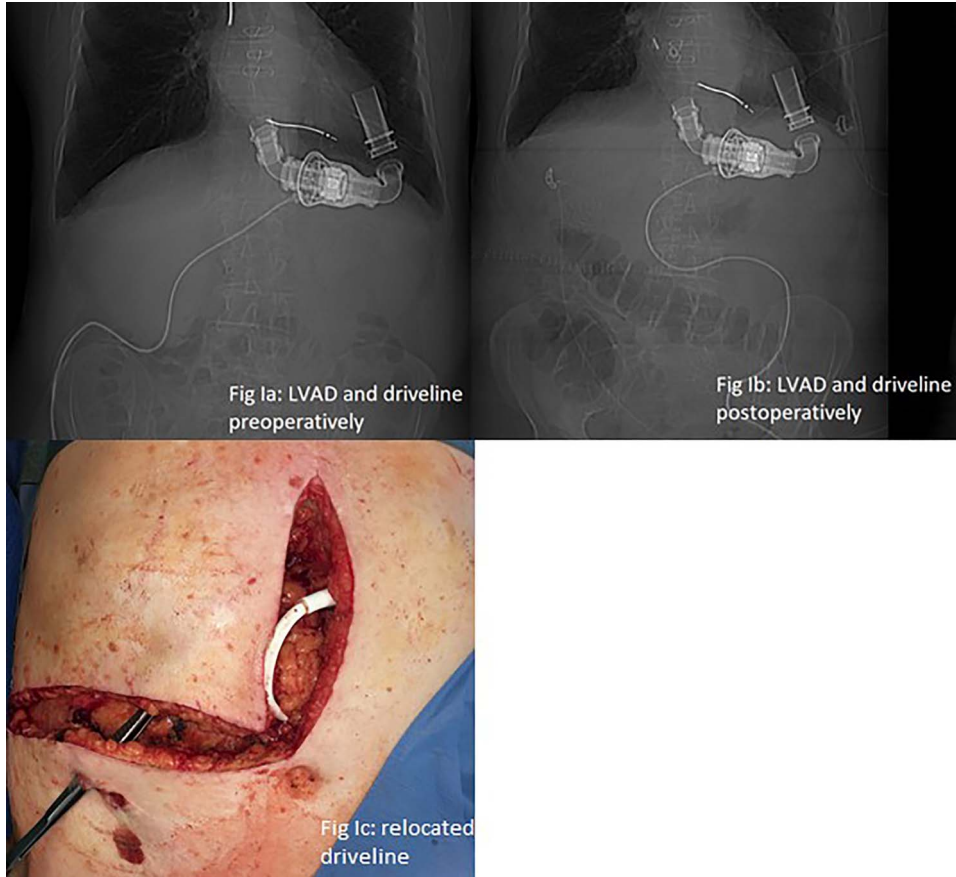 Fig Ia: LVAD and driveline
preoperatively
Fig Ib: LVAD and driveline
postoperatively
Fig Ic: relocated
driveline